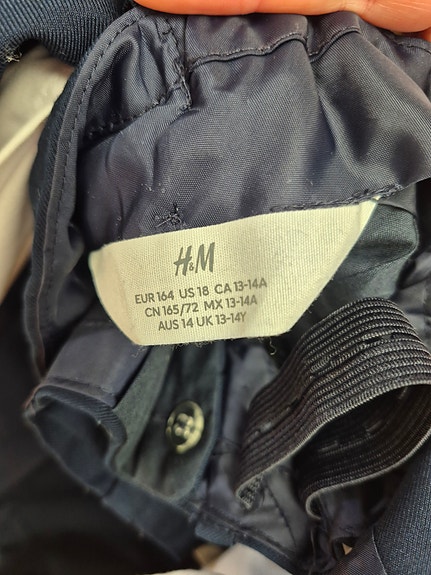 H&M
EUR 164 US 18 CA 13-14A
CN 165/72 MX 13-14A
AUS 14 UK 13-14Y